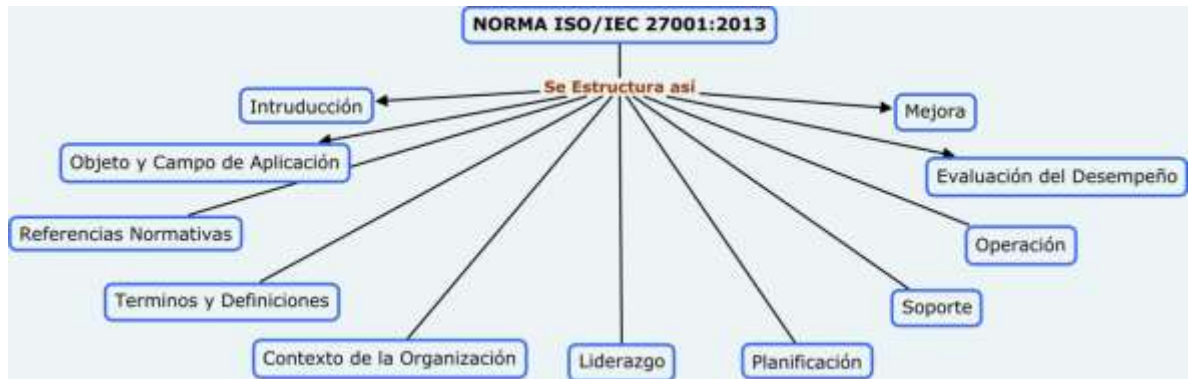 NORMA ISO/IEC 27001:2013
Se Estructura así
Intruducción
Mejora
Objeto y Campo de Aplicación
Evaluación del Desempeño
Referencias Normativas
Operación
Terminos y Definiciones
Soporte
Contexto de la Organización
Liderazgo
Planificación